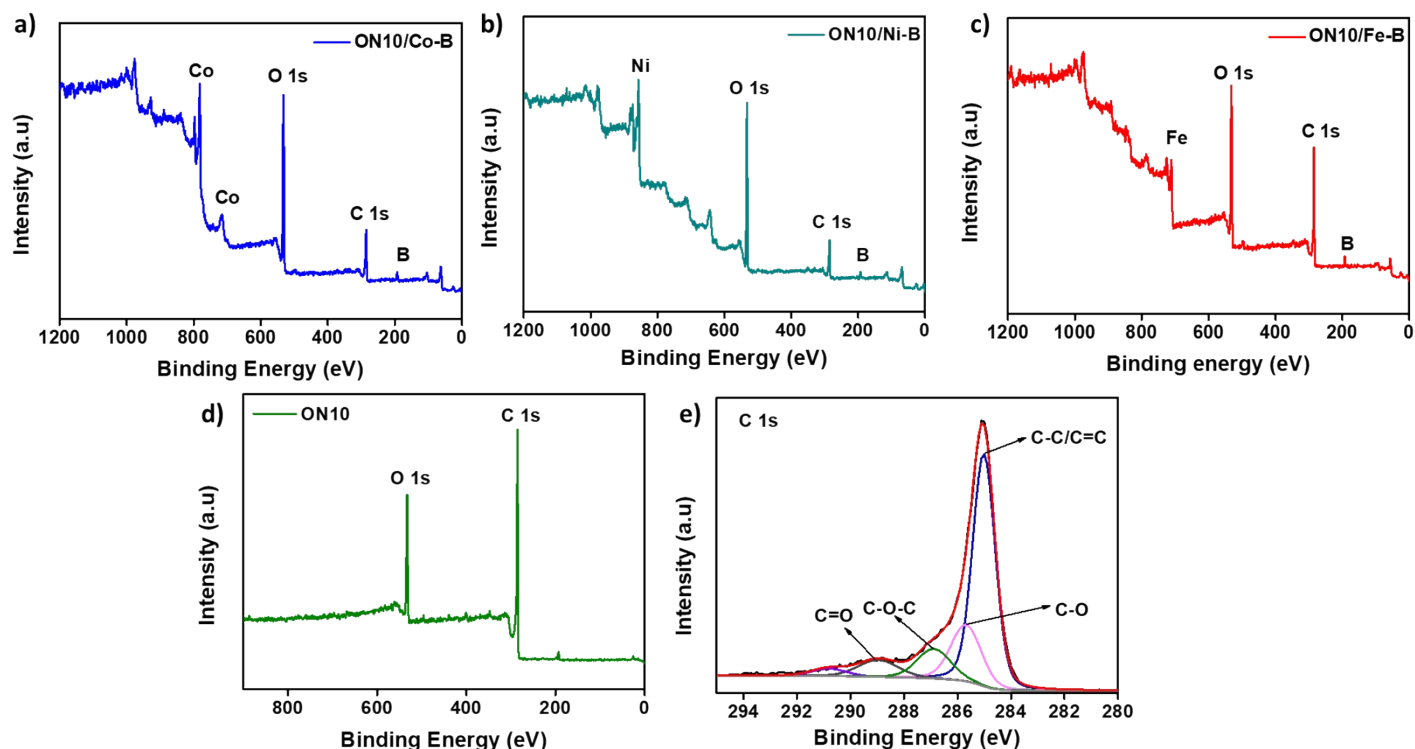 a)
ON10/Co-B
Co
O 1s
Co
C 1s
B
Intensity (a.u)
1200 1000 800 600 400 200 0
Binding Energy (eV)
b)
ON10/Ni-B
Ni
O 1s
C 1s
B
Intensity (a.u)
1200 1000 800 600 400 200 0
Binding Energy (eV)
c)
ON10/Fe-B
O 1s
Fe
C 1s
B
Intensity (a.u)
1200 1000 800 600 400 200 0
Binding energy (eV)
d)
ON10
C 1s
O 1s
Intensity (a.u)
800 600 400 200 0
Binding Energy (eV)
e)
C 1s
C-C/C=C
C=O
C-O-C
C-O
Intensity (a.u)
294 292 290 289 287 285 284 282 280
Binding Energy (eV)